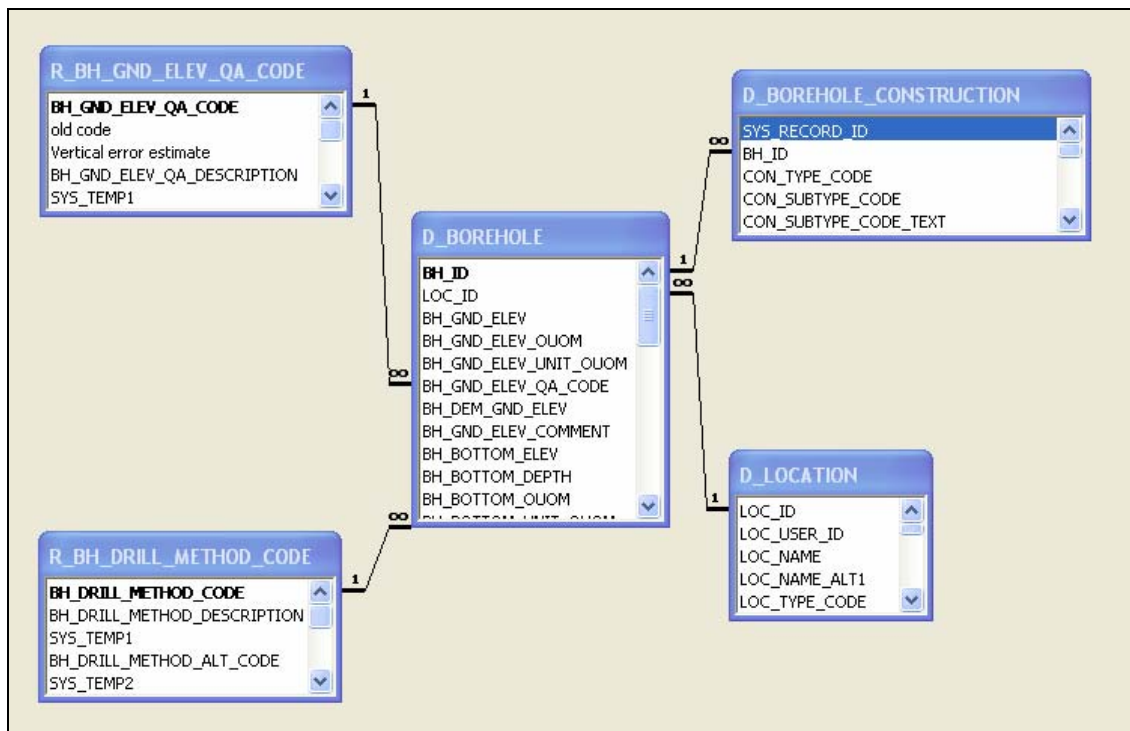 R_BH_GND_ELEV_QA_CODE
BH_GND_ELEV_QA_CODE
old code
Vertical error estimate
BH_GND_ELEV_QA_DESCRIPTION
SYS_TEMP1
1
∞
D_BOREHOLE_CONSTRUCTION
SYS_RECORD_ID
BH_ID
CON_TYPE_CODE
CON_SUBTYPE_CODE
CON_SUBTYPE_CODE_TEXT
∞
1
D_BOREHOLE
BH_ID
LOC_ID
BH_GND_ELEV
BH_GND_ELEV_OUOM
BH_GND_ELEV_UNIT_OUOM
BH_GND_ELEV_QA_CODE
BH_DEM_GND_ELEV
BH_GND_ELEV_COMMENT
BH_BOTTOM_ELEV
BH_BOTTOM_DEPTH
BH_BOTTOM_OUOM
BH_BOTTOM_UNIT_OUOM
∞
1
D_LOCATION
LOC_ID
LOC_USER_ID
LOC_NAME
LOC_NAME_ALT1
LOC_TYPE_CODE
R_BH_DRILL_METHOD_CODE
BH_DRILL_METHOD_CODE
BH_DRILL_METHOD_DESCRIPTION
SYS_TEMP1
BH_DRILL_METHOD_ALT_CODE
SYS_TEMP2
1
∞